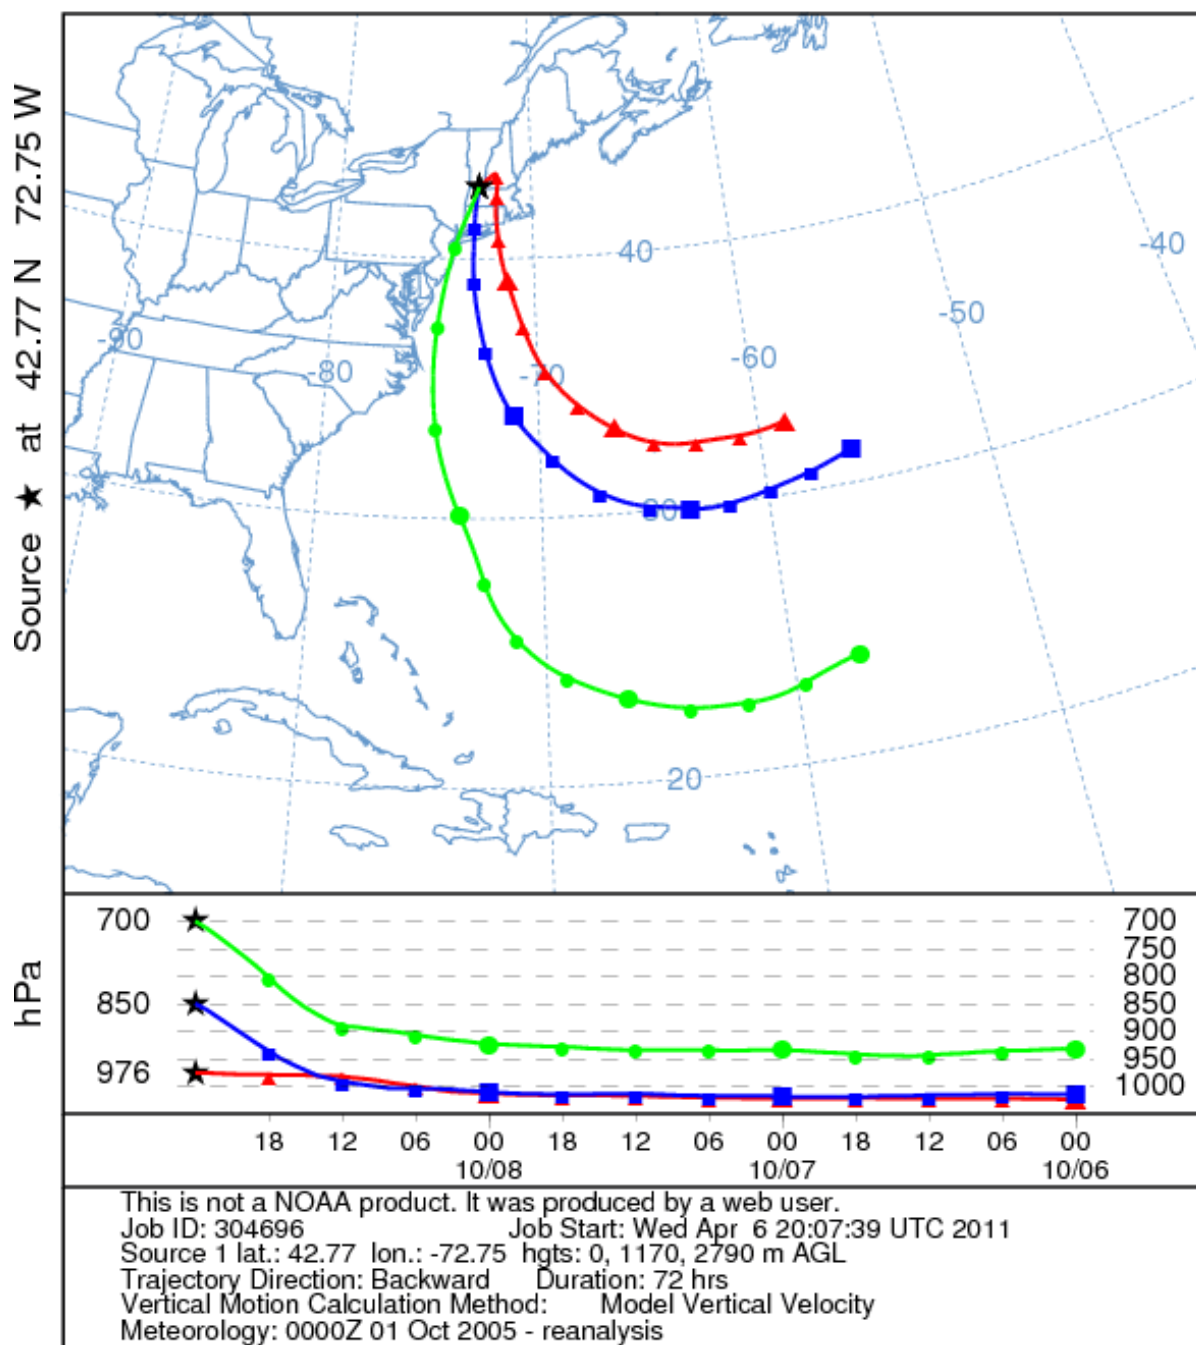 Source ★ at 42.77 N 72.75 W
40
-40
-50
-90
-80
-70
-60
30
20
hPa
700
850
976
700
750
800
850
900
950
1000
18 12 06 00 18 12 06 00 18 12 06 00
10/08 10/07 10/06
This is not a NOAA product. It was produced by a web user.
Job ID: 304696 Job Start: Wed Apr 6 20:07:39 UTC 2011
Source 1 lat.: 42.77 lon.: -72.75 hgts: 0, 1170, 2790 m AGL
Trajectory Direction: Backward Duration: 72 hrs
Vertical Motion Calculation Method: Model Vertical Velocity
Meteorology: 0000Z 01 Oct 2005 - reanalysis